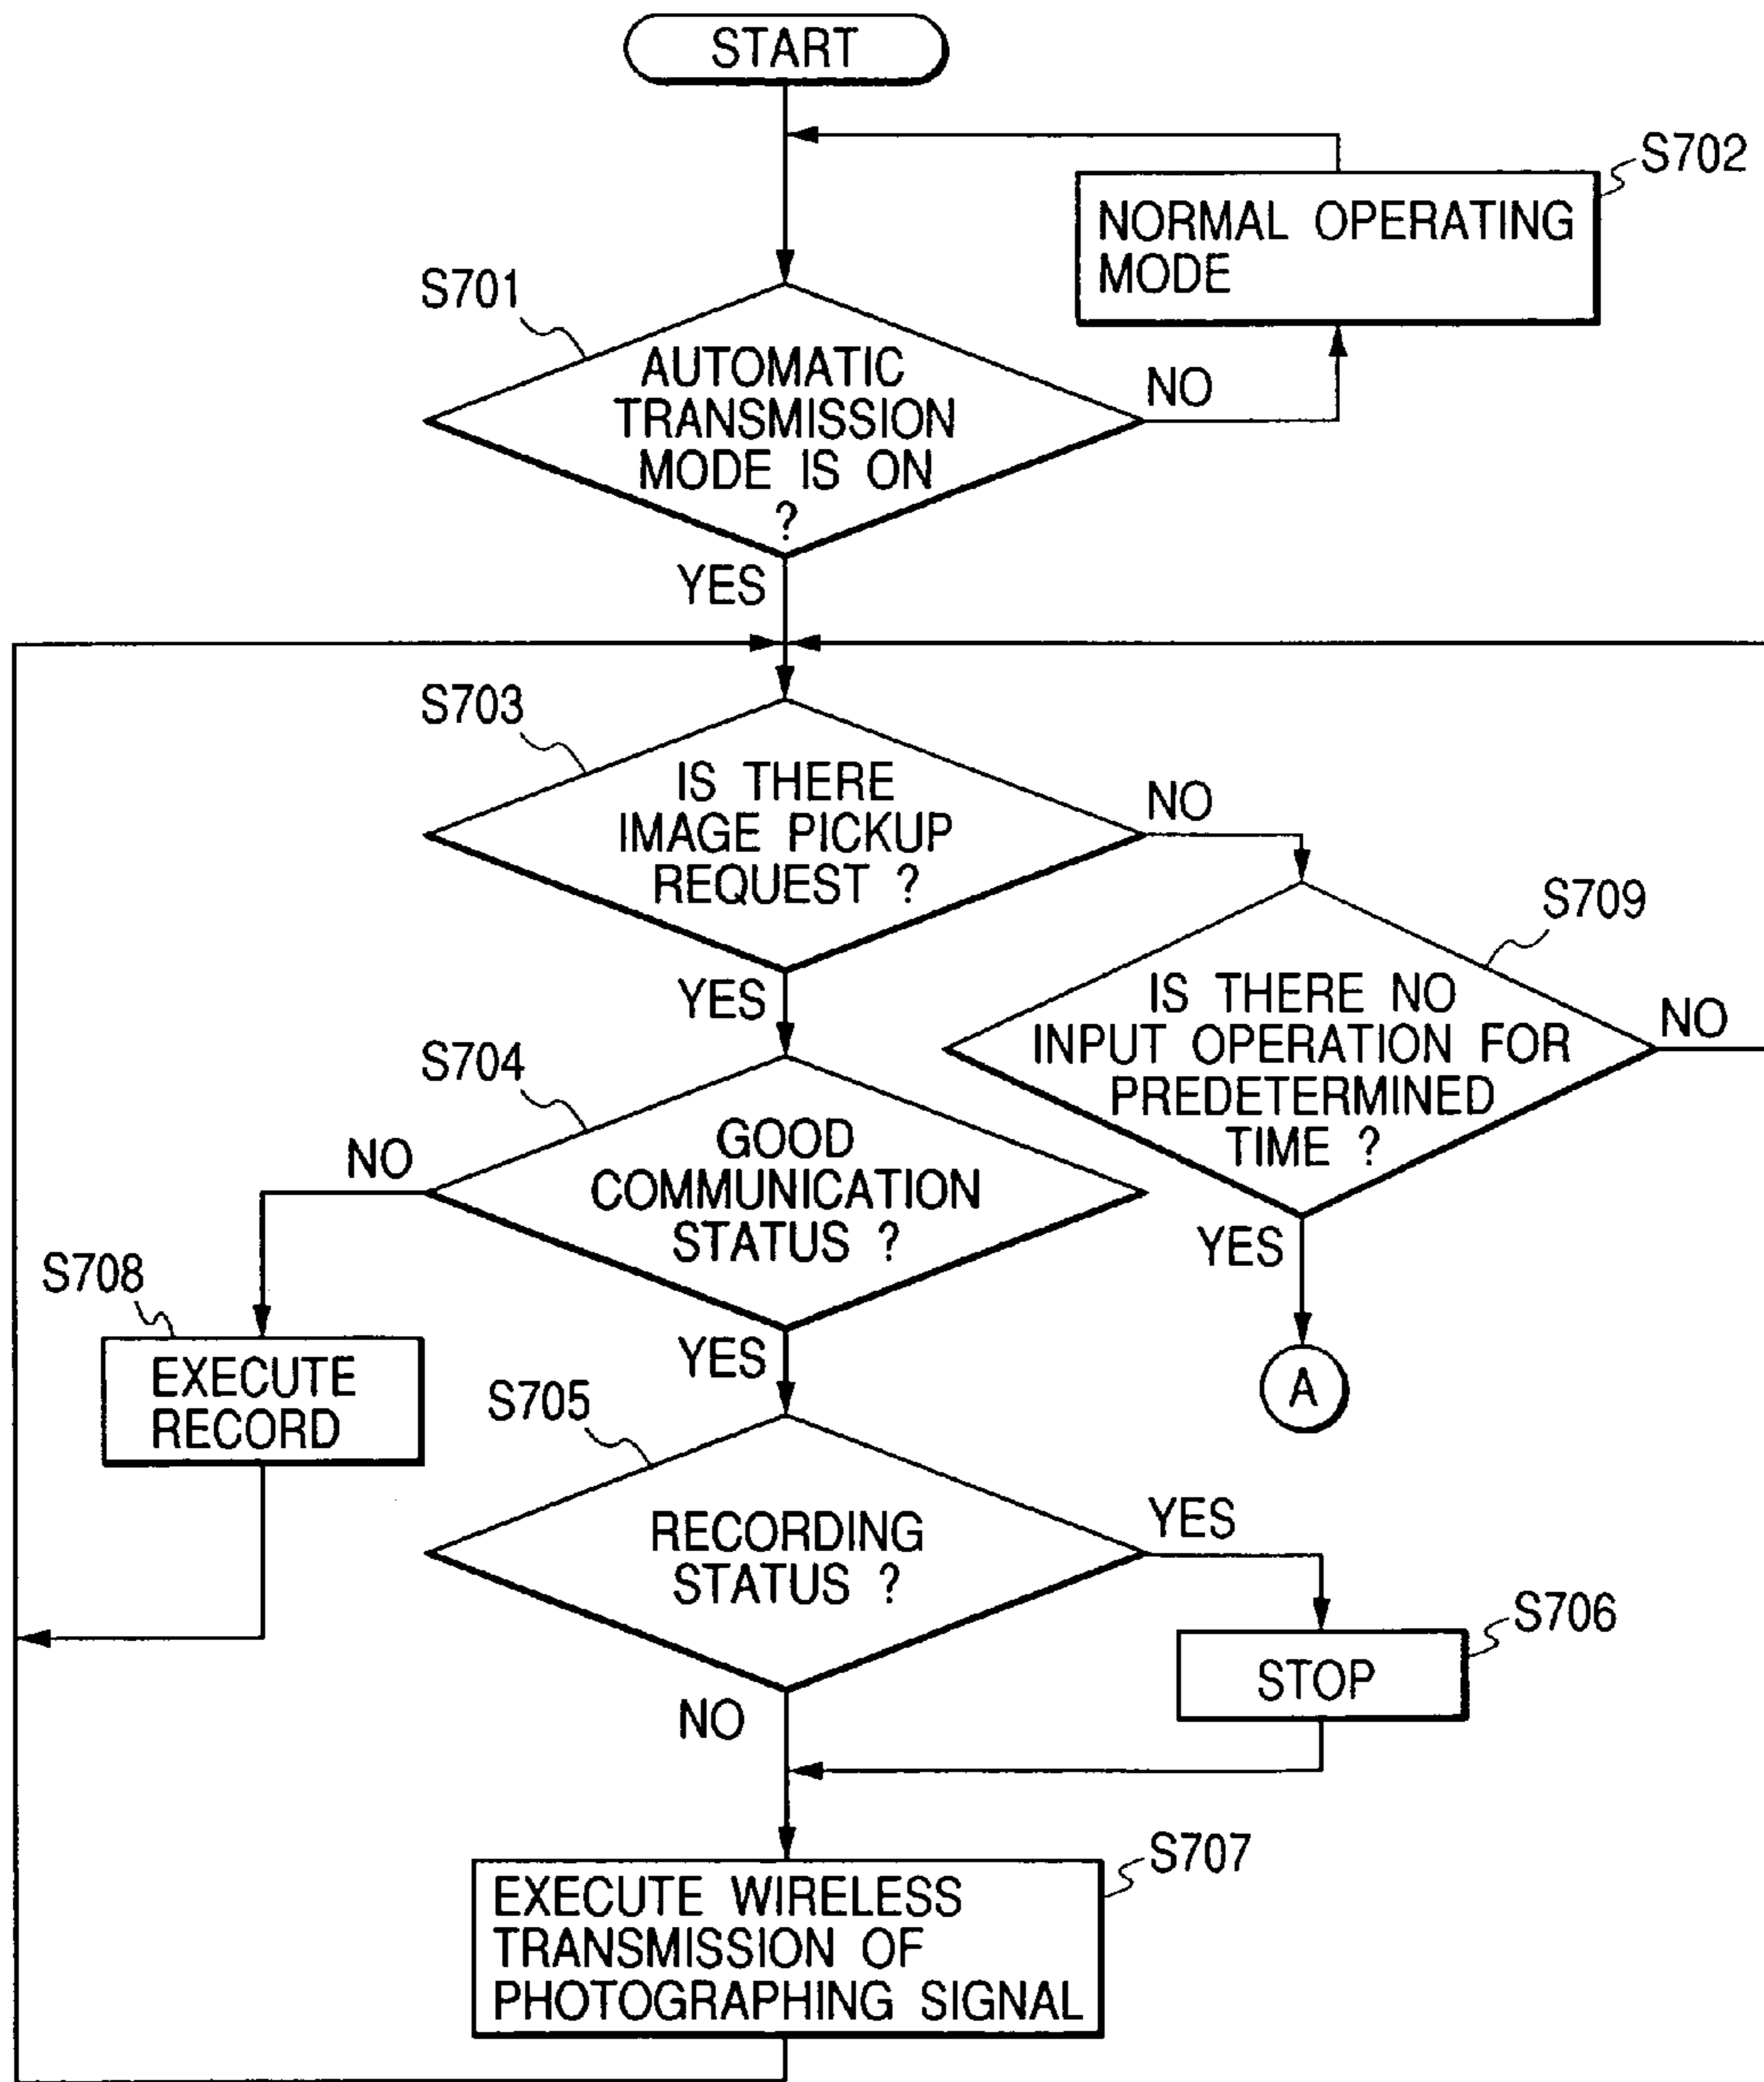 START
S702
NORMAL OPERATING
MODE
S701
AUTOMATIC
TRANSMISSION
MODE IS ON
?
NO
YES
S703
IS THERE
IMAGE PICKUP
REQUEST ?
NO
S709
YES
IS THERE NO
INPUT OPERATION FOR
PREDETERMINED
TIME ?
NO
S704
GOOD
COMMUNICATION
STATUS ?
NO
YES
A
S708
EXECUTE
RECORD
YES
S705
RECORDING
STATUS ?
YES
S706
STOP
NO
S707
EXECUTE WIRELESS
TRANSMISSION OF
PHOTOGRAPHING SIGNAL